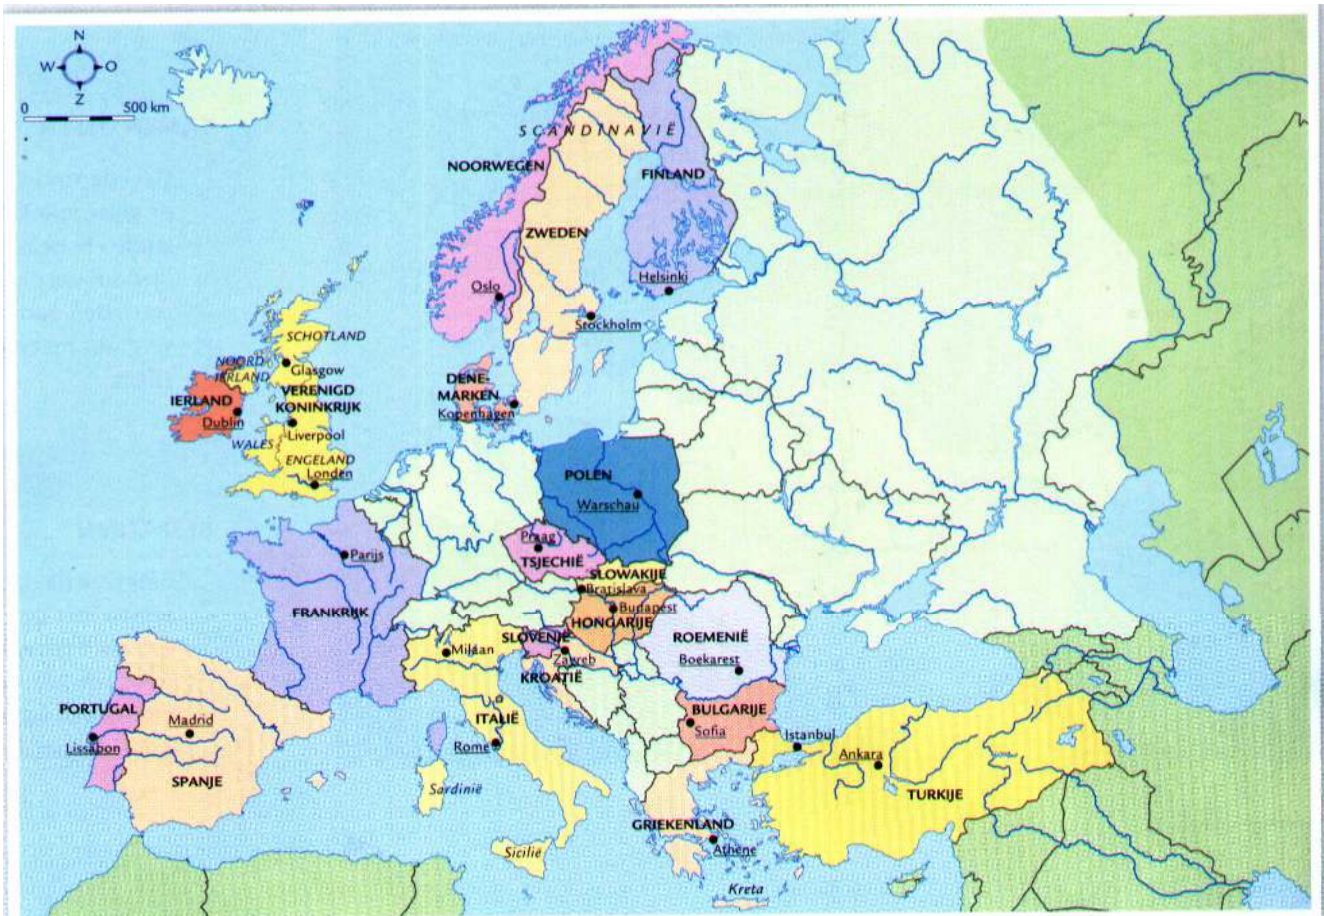 N
W O
Z
0 500 km
SCANDINAVIË
NOORWEGEN
FINLAND
ZWEDEN
Helsinki
Oslo
Stockholm
SCHOTLAND
NOORD-
IERLAND
Glasgow
VERENIGD
KONINKRIJK
IERLAND
Dublin
Liverpool
WALES
ENGELAND
Londen
DENE-
MARKEN
Kopenhagen
POLEN
Warschau
Praag
TSJECHIË
SLOWAKIJE
Bratislava
Budapest
HONGARIJE
Parijs
FRANKRIJK
SLOVENIË
Zagreb
KROATIË
Milaan
ROEMENIË
Boekarest
PORTUGAL
Lissabon
Madrid
SPANJE
ITALIË
Rome
Sardinië
Sicilië
BULGARIJE
Sofia
Istanbul
Ankara
TURKIJE
GRIEKENLAND
Athene
Kreta